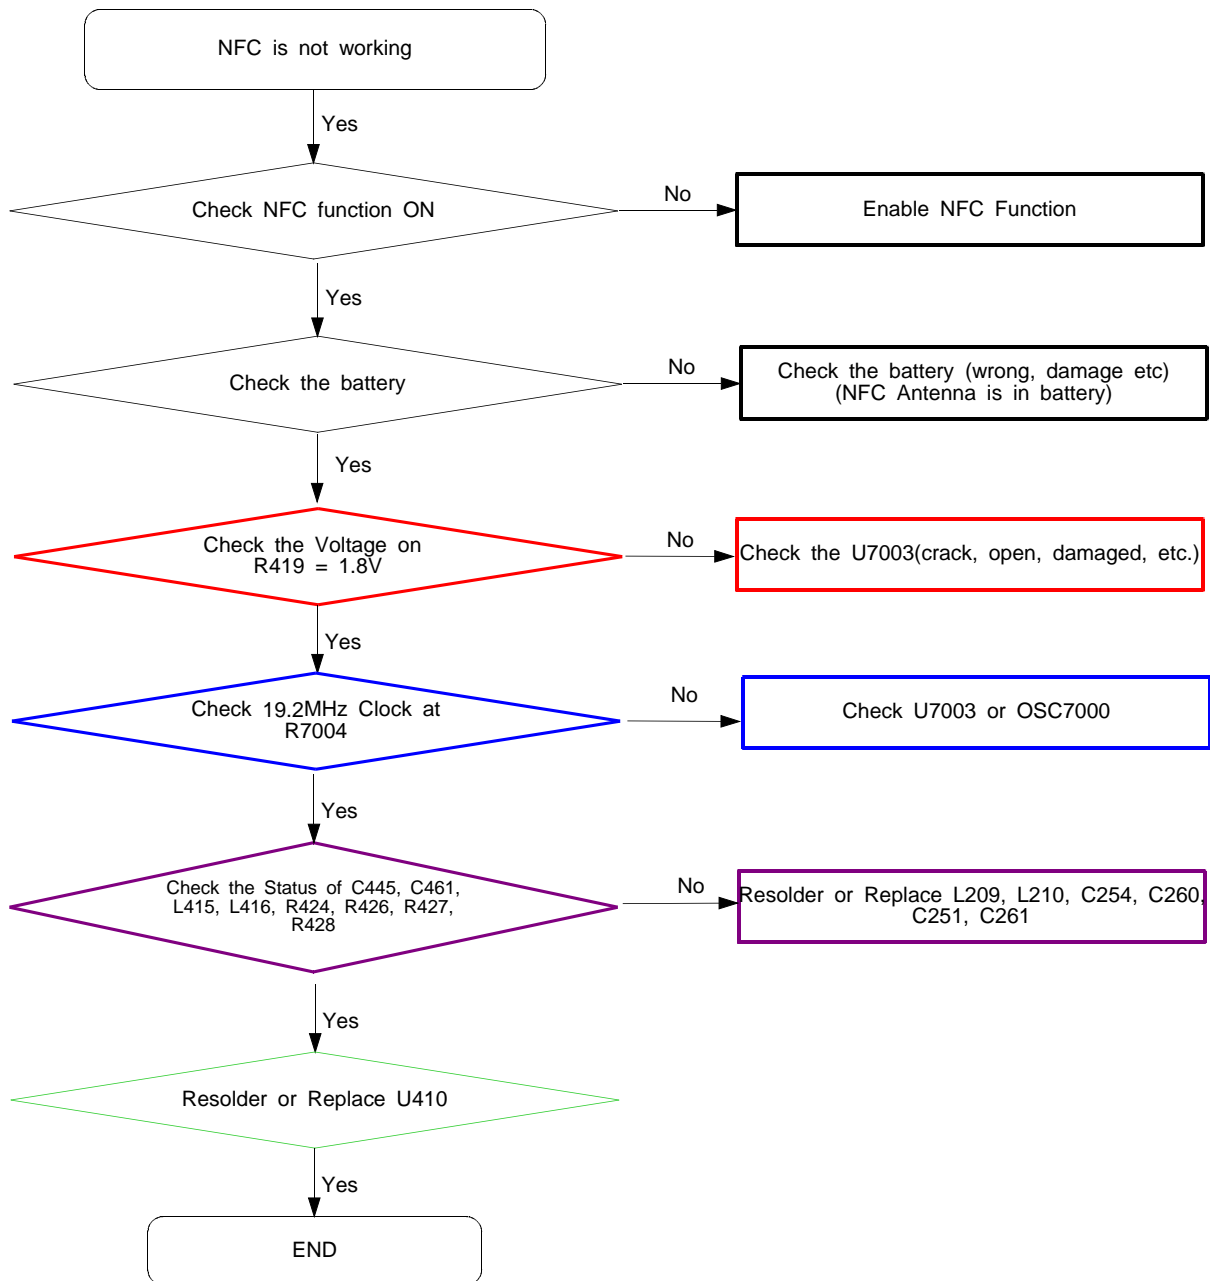 NFC is not working
Yes
Check NFC function ON
No
Enable NFC Function
Yes
Check the battery
No
Check the battery (wrong, damage etc)
(NFC Antenna is in battery)
Yes
Check the Voltage on
R419 = 1.8V
No
Check the U7003(crack, open, damaged, etc.)
Yes
Check 19.2MHz Clock at
R7004
No
Check U7003 or OSC7000
Yes
Check the Status of C445, C461,
L415, L416, R424, R426, R427,
R428
No
Resolder or Replace L209, L210, C254, C260,
C251, C261
Yes
Resolder or Replace U410
Yes
END